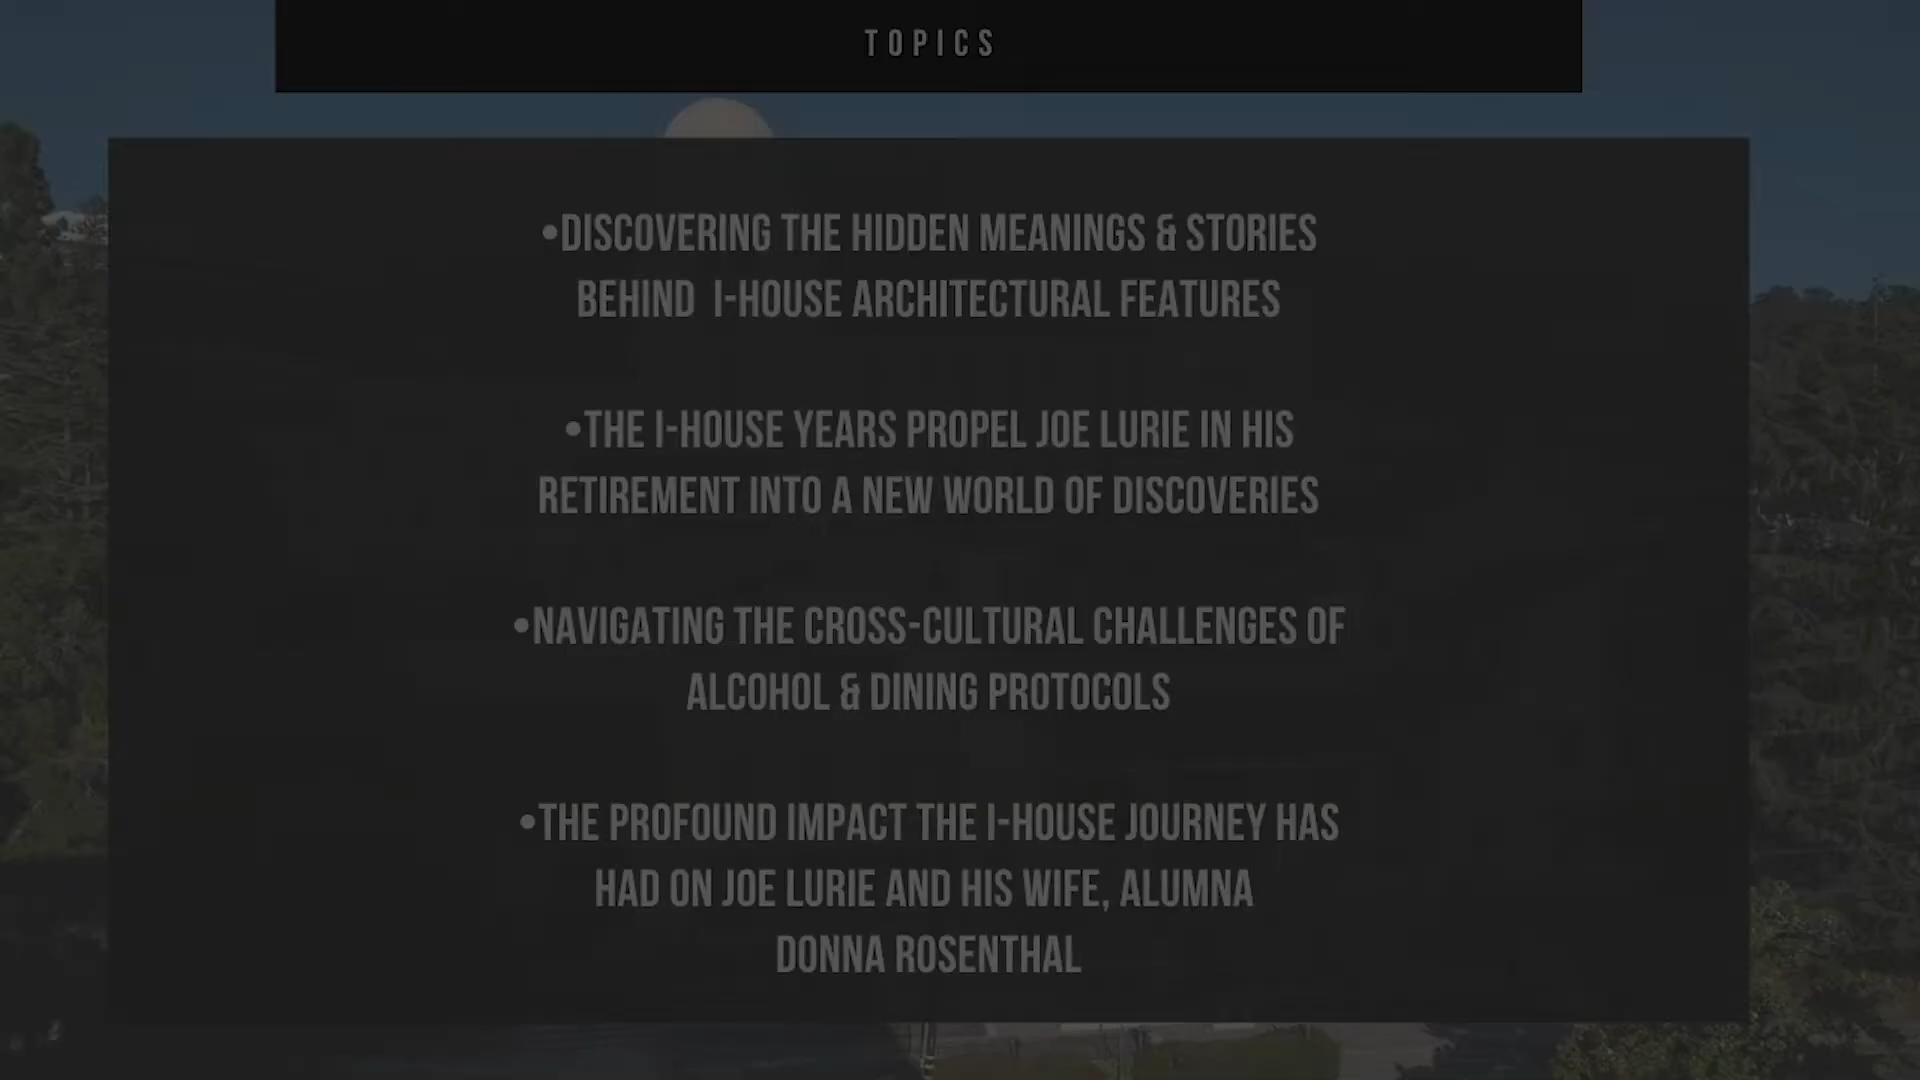 TOPICS
•DISCOVERING THE HIDDEN MEANINGS & STORIES
BEHIND I-HOUSE ARCHITECTURAL FEATURES
•THE I-HOUSE YEARS PROPEL JOE LURIE IN HIS
RETIREMENT INTO A NEW WORLD OF DISCOVERIES
•NAVIGATING THE CROSS-CULTURAL CHALLENGES OF
ALCOHOL & DINING PROTOCOLS
•THE PROFOUND IMPACT THE I-HOUSE JOURNEY HAS
HAD ON JOE LURIE AND HIS WIFE, ALUMNA
DONNA ROSENTHAL